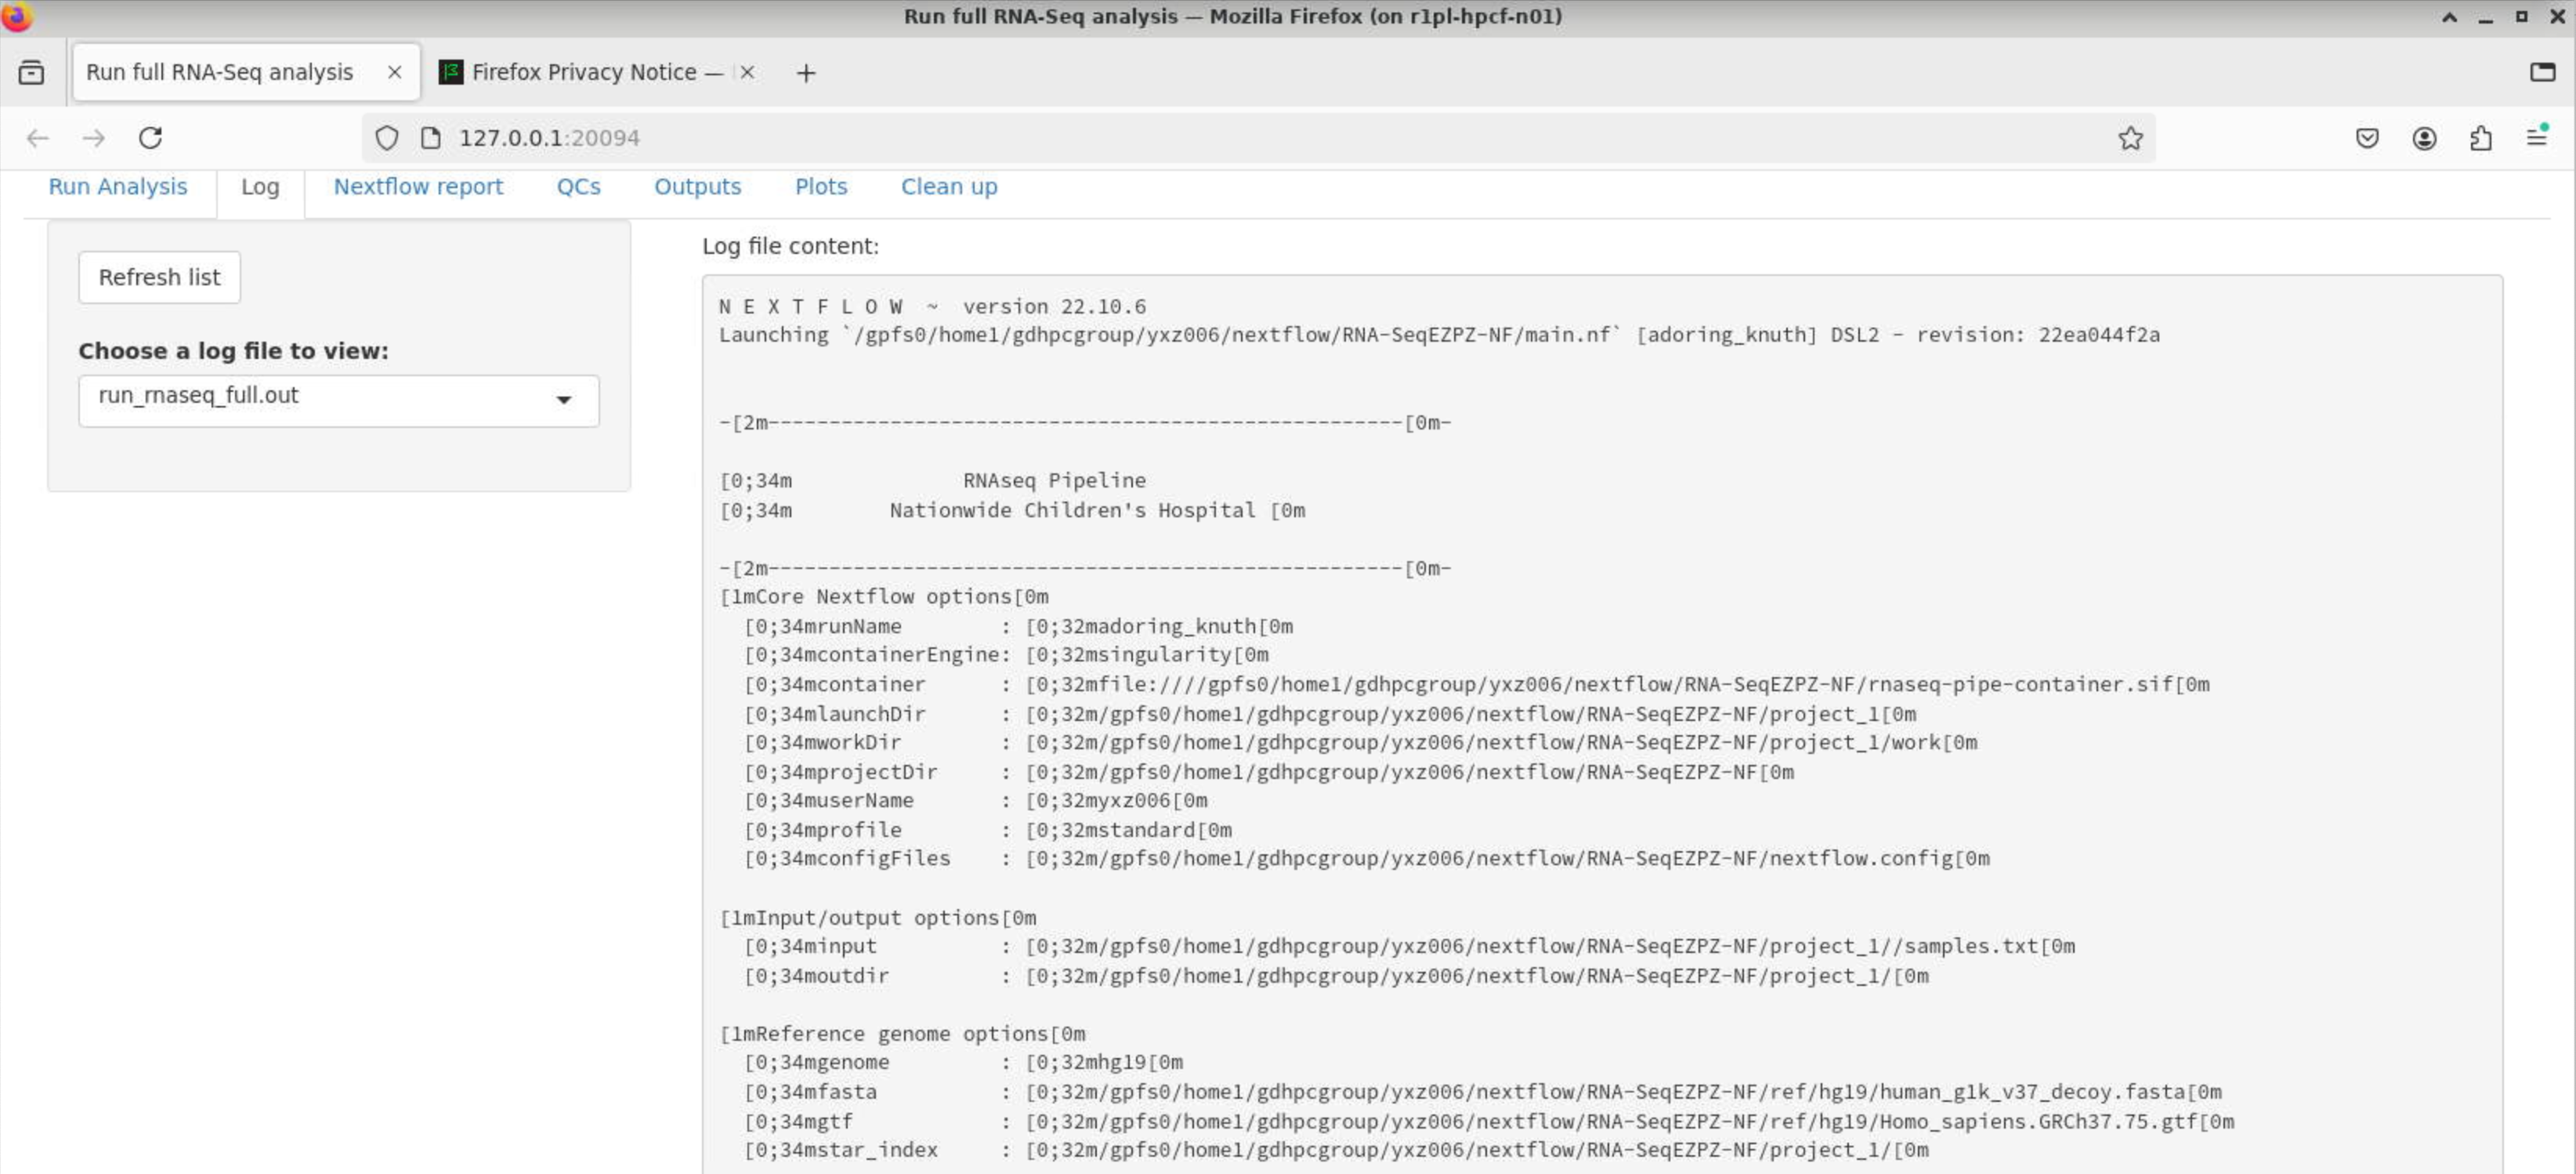 Run full RNA-Seq analysis — Mozilla Firefox (on r1pl-hpcf-n01)
Run full RNA-Seq analysis
Firefox Privacy Notice —
127.0.0.1:20094
Run Analysis Log Nextflow report QCs Outputs Plots Clean up
Refresh list
Choose a log file to view:
run_rnaseq_full.out
Log file content:
N E X T F L O W  ~  version 22.10.6
Launching `/gpfs0/home1/gdhpcgroup/yxz006/nextflow/RNA-SeqEZPZ-NF/main.nf` [adoring_knuth] DSL2 - revision: 22ea044f2a
-[2m----------------------------------------------------[0m-
[0;34m              RNAseq Pipeline
[0;34m        Nationwide Children's Hospital [0m
-[2m----------------------------------------------------[0m-
[1mCore Nextflow options[0m
  [0;34mrunName        : [0;32madoring_knuth[0m
  [0;34mcontainerEngine: [0;32msingularity[0m
  [0;34mcontainer      : [0;32mfile:////gpfs0/home1/gdhpcgroup/yxz006/nextflow/RNA-SeqEZPZ-NF/rnaseq-pipe-container.sif[0m
  [0;34mlaunchDir      : [0;32m/gpfs0/home1/gdhpcgroup/yxz006/nextflow/RNA-SeqEZPZ-NF/project_1[0m
  [0;34mworkDir        : [0;32m/gpfs0/home1/gdhpcgroup/yxz006/nextflow/RNA-SeqEZPZ-NF/project_1/work[0m
  [0;34mprojectDir     : [0;32m/gpfs0/home1/gdhpcgroup/yxz006/nextflow/RNA-SeqEZPZ-NF[0m
  [0;34muserName       : [0;32myxz006[0m
  [0;34mprofile        : [0;32mstandard[0m
  [0;34mconfigFiles    : [0;32m/gpfs0/home1/gdhpcgroup/yxz006/nextflow/RNA-SeqEZPZ-NF/nextflow.config[0m
[1mInput/output options[0m
  [0;34minput          : [0;32m/gpfs0/home1/gdhpcgroup/yxz006/nextflow/RNA-SeqEZPZ-NF/project_1//samples.txt[0m
  [0;34moutdir         : [0;32m/gpfs0/home1/gdhpcgroup/yxz006/nextflow/RNA-SeqEZPZ-NF/project_1/[0m
[1mReference genome options[0m
  [0;34mgenome         : [0;32mhg19[0m
  [0;34mfasta          : [0;32m/gpfs0/home1/gdhpcgroup/yxz006/nextflow/RNA-SeqEZPZ-NF/ref/hg19/human_g1k_v37_decoy.fasta[0m
  [0;34mgtf            : [0;32m/gpfs0/home1/gdhpcgroup/yxz006/nextflow/RNA-SeqEZPZ-NF/ref/hg19/Homo_sapiens.GRCh37.75.gtf[0m
  [0;34mstar_index     : [0;32m/gpfs0/home1/gdhpcgroup/yxz006/nextflow/RNA-SeqEZPZ-NF/project_1/[0m